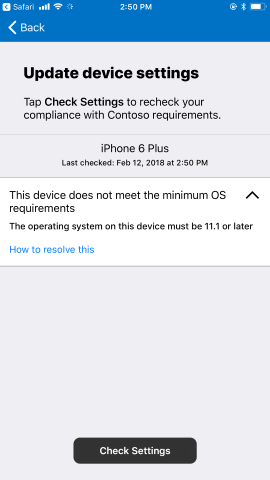 Safari 2:50 PM
Back
Update device settings
Tap Check Settings to recheck your
compliance with Contoso requirements.
iPhone 6 Plus
Last checked: Feb 12, 2018 at 2:50 PM
This device does not meet the minimum OS
requirements
The operating system on this device must be 11.1 or later
How to resolve this
Check Settings